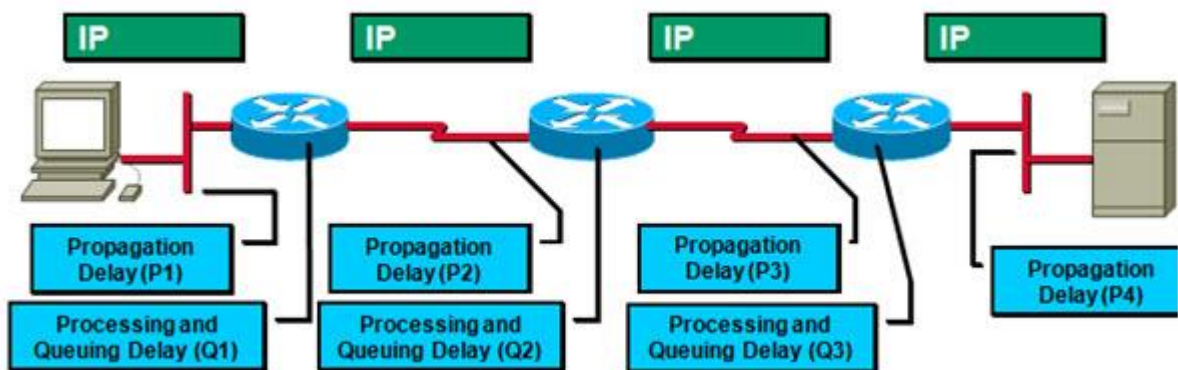 IP
IP
IP
IP
Propagation
Delay (P1)
Propagation
Delay (P2)
Propagation
Delay (P3)
Propagation
Delay (P4)
Processing and
Queuing Delay (Q1)
Processing and
Queuing Delay (Q2)
Processing and
Queuing Delay (Q3)